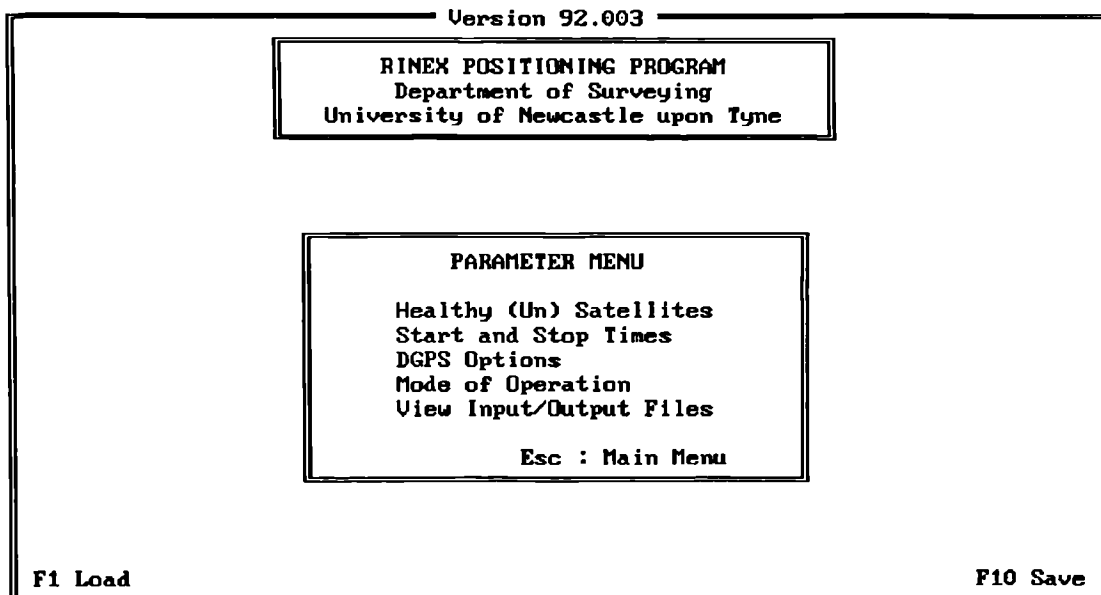 Version 92.003
RINEX POSITIONING PROGRAM
Department of Surveying
University of Newcastle upon Tyne
PARAMETER MENU
Healthy (Un) Satellites
Start and Stop Times
DGPS Options
Mode of Operation
View Input/Output Files
Esc : Main Menu
F1 Load
F10 Save